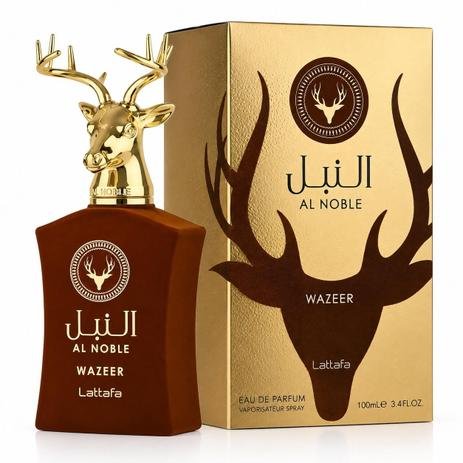 AL NOBLE
النبل
AL NOBLE
WAZEER
Lattafa
النبل
AL NOBLE
WAZEER
Lattafa
EAU DE PARFUM
VAPORISATEUR SPRAY
100mLe 3.4FL.OZ.